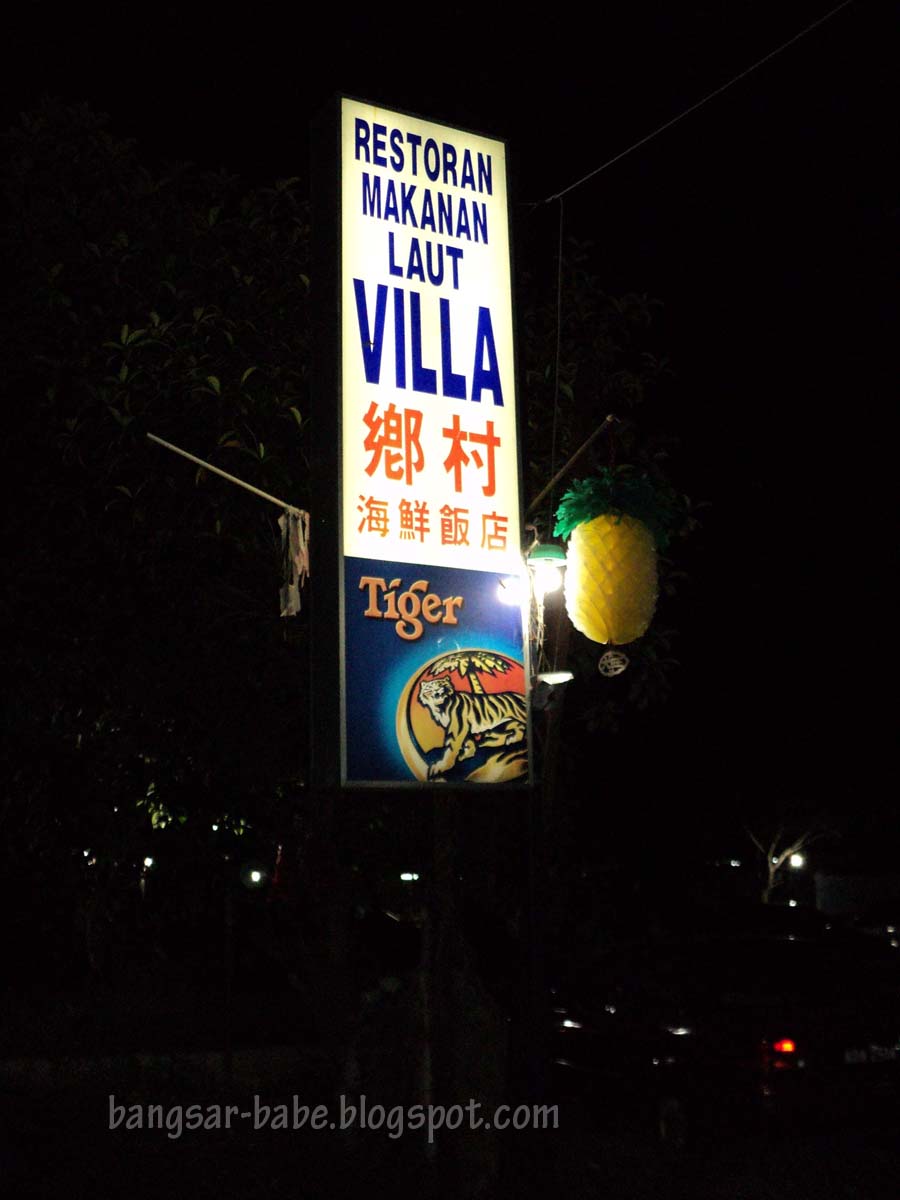 RESTORAN
MAKANAN
LAUT
VILLA
鄉村
海鮮飯店
Tiger
bangsar-babe.blogspot.com